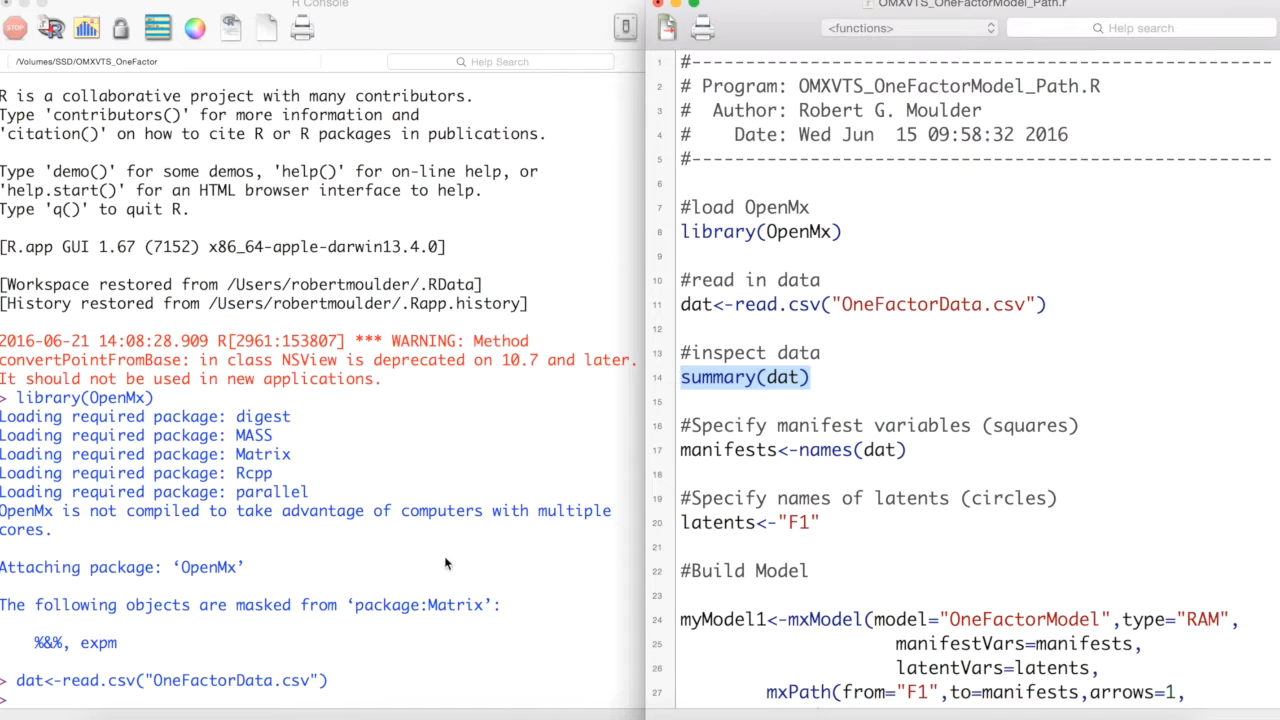 R Console
STOP
/Volumes/SSD/OMXVTS_OneFactor
Help Search
R is a collaborative project with many contributors.
Type 'contributors()' for more information and
'citation()' on how to cite R or R packages in publications.
Type 'demo()' for some demos, 'help()' for on-line help, or
'help.start()' for an HTML browser interface to help.
Type 'q()' to quit R.
[R.app GUI 1.67 (7152) x86_64-apple-darwin13.4.0]
[Workspace restored from /Users/robertmoulder/.RData]
[History restored from /Users/robertmoulder/.Rapp.history]
2016-06-21 14:08:28.909 R[2961:153807] *** WARNING: Method
convertPointFromBase: in class NSView is deprecated on 10.7 and later.
It should not be used in new applications.
> library(OpenMx)
Loading required package: digest
Loading required package: MASS
Loading required package: Matrix
Loading required package: Rcpp
Loading required package: parallel
OpenMx is not compiled to take advantage of computers with multiple
cores.
Attaching package: ‘OpenMx’
The following objects are masked from ‘package:Matrix’:
%&%, expm
> dat<-read.csv("OneFactorData.csv")
>
OMXVTS_OneFactorModel_Path.r
<functions>
Help search
1 #------------------------------------------------------
2 # Program: OMXVTS_OneFactorModel_Path.R
3 # Author: Robert G. Moulder
4 # Date: Wed Jun 15 09:58:32 2016
5 #------------------------------------------------------
6
7 #load OpenMx
8 library(OpenMx)
9
10 #read in data
11 dat<-read.csv("OneFactorData.csv")
12
13 #inspect data
14 summary(dat)
15
16 #Specify manifest variables (squares)
17 manifests<-names(dat)
18
19 #Specify names of latents (circles)
20 latents<-"F1"
21
22 #Build Model
23
24 myModel1<-mxModel(model="OneFactorModel",type="RAM",
25 manifestVars=manifests,
26 latentVars=latents,
27 mxPath(from="F1",to=manifests,arrows=1,